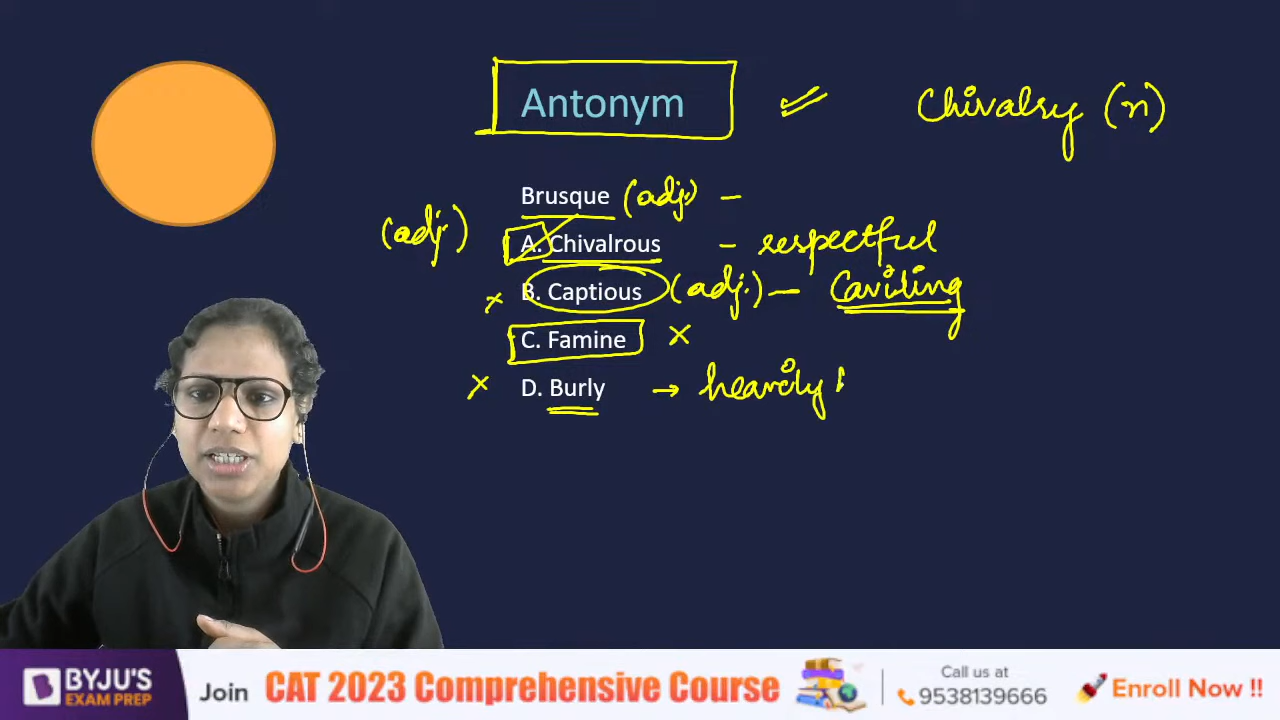 Antonym
Chivalry (n)
Brusque (adj.) –
(adj.) A. Chivalrous – respectful
B. Captious (adj.) – Caviling
C. Famine
D. Burly → heavily
BYJU'S
EXAM PREP
Join CAT 2023 Comprehensive Course
Call us at
9538139666
Enroll Now !!